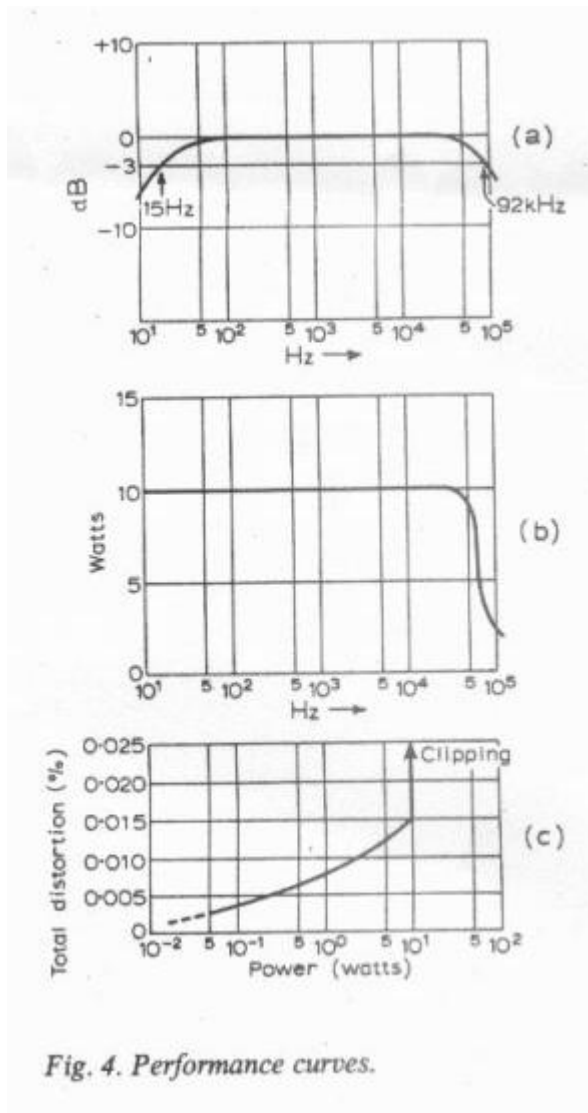 +10
0
-3
-10
dB
15Hz
92kHz
(a)
10¹ 5 10² 5 10³ 5 10⁴ 5 10⁵
Hz →
15
10
5
0
Watts
(b)
10¹ 5 10² 5 10³ 5 10⁴ 5 10⁵
Hz →
0·025
0·020
0·015
0·010
0·005
0
Total distortion (%)
Clipping
(c)
10⁻² 5 10⁻¹ 5 10⁰ 5 10¹ 5 10²
Power (watts)
Fig. 4. Performance curves.